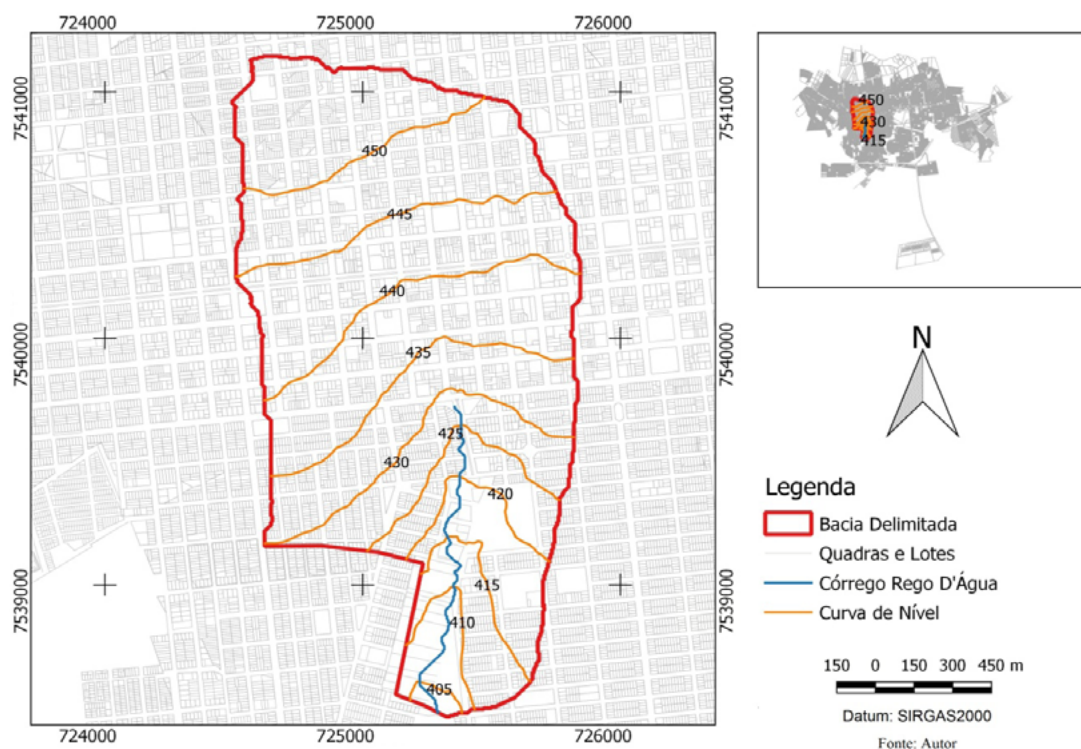 724000 725000 726000
7541000
7540000
7539000
7541000
7540000
7539000
450
445
440
435
425
430
420
415
410
405
724000 725000 726000
450
430
415
N
Legenda
Bacia Delimitada
Quadras e Lotes
Córrego Rego D'Água
Curva de Nível
150 0 150 300 450 m
Datum: SIRGAS2000
Fonte: Autor